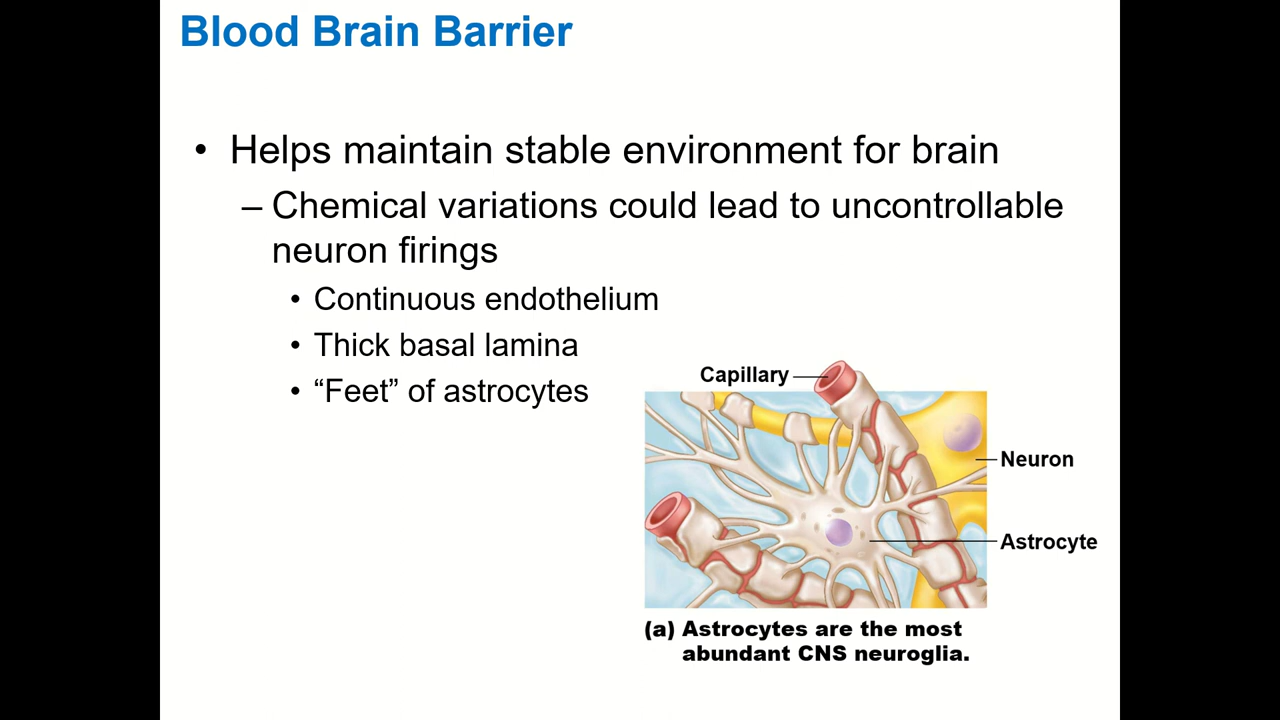 Blood Brain Barrier
• Helps maintain stable environment for brain
– Chemical variations could lead to uncontrollable
neuron firings
• Continuous endothelium
• Thick basal lamina
• “Feet” of astrocytes
Capillary
Neuron
Astrocyte
(a) Astrocytes are the most
abundant CNS neuroglia.